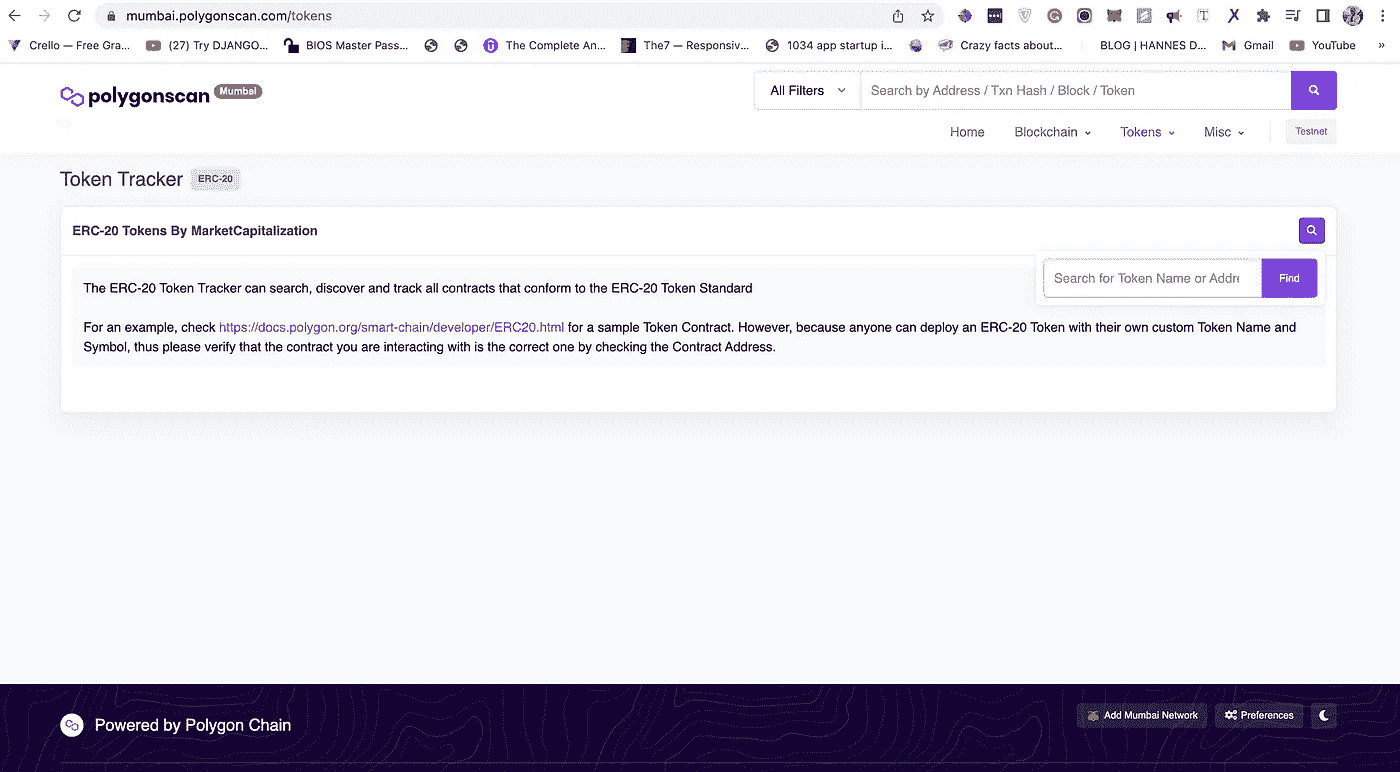 mumbai.polygonscan.com/tokens
Crello — Free Gra... (27) Try DJANGO... BIOS Master Pass... The Complete An... The7 — Responsiv... 1034 app startup i... Crazy facts about... BLOG | HANNES D... Gmail YouTube »
polygonscan Mumbai
All Filters Search by Address / Txn Hash / Block / Token
Home Blockchain Tokens Misc Testnet
Token Tracker ERC-20
ERC-20 Tokens By MarketCapitalization
Search for Token Name or Addre Find
The ERC-20 Token Tracker can search, discover and track all contracts that conform to the ERC-20 Token Standard
For an example, check https://docs.polygon.org/smart-chain/developer/ERC20.html for a sample Token Contract. However, because anyone can deploy an ERC-20 Token with their own custom Token Name and
Symbol, thus please verify that the contract you are interacting with is the correct one by checking the Contract Address.
Powered by Polygon Chain
Add Mumbai Network Preferences